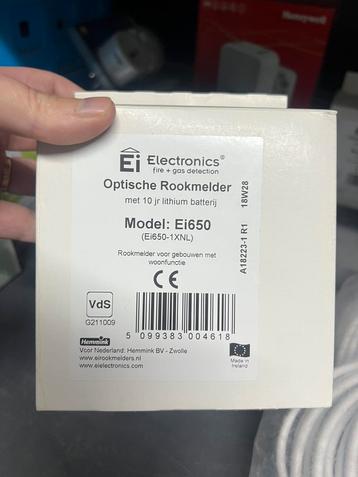 Honeywell
Ei Electronics®
fire + gas detection
Optische Rookmelder
met 10 jr lithium batterij
Model: Ei650
(Ei650-1XNL)
Rookmelder voor gebouwen met
woonfunctie
CE
A18223-1 R1 18W28
VdS
G211009
5 099383 004618
Hemmink
Voor Nederland: Hemmink BV - Zwolle
www.eirookmelders.nl
www.eielectronics.com
Made in
Ireland